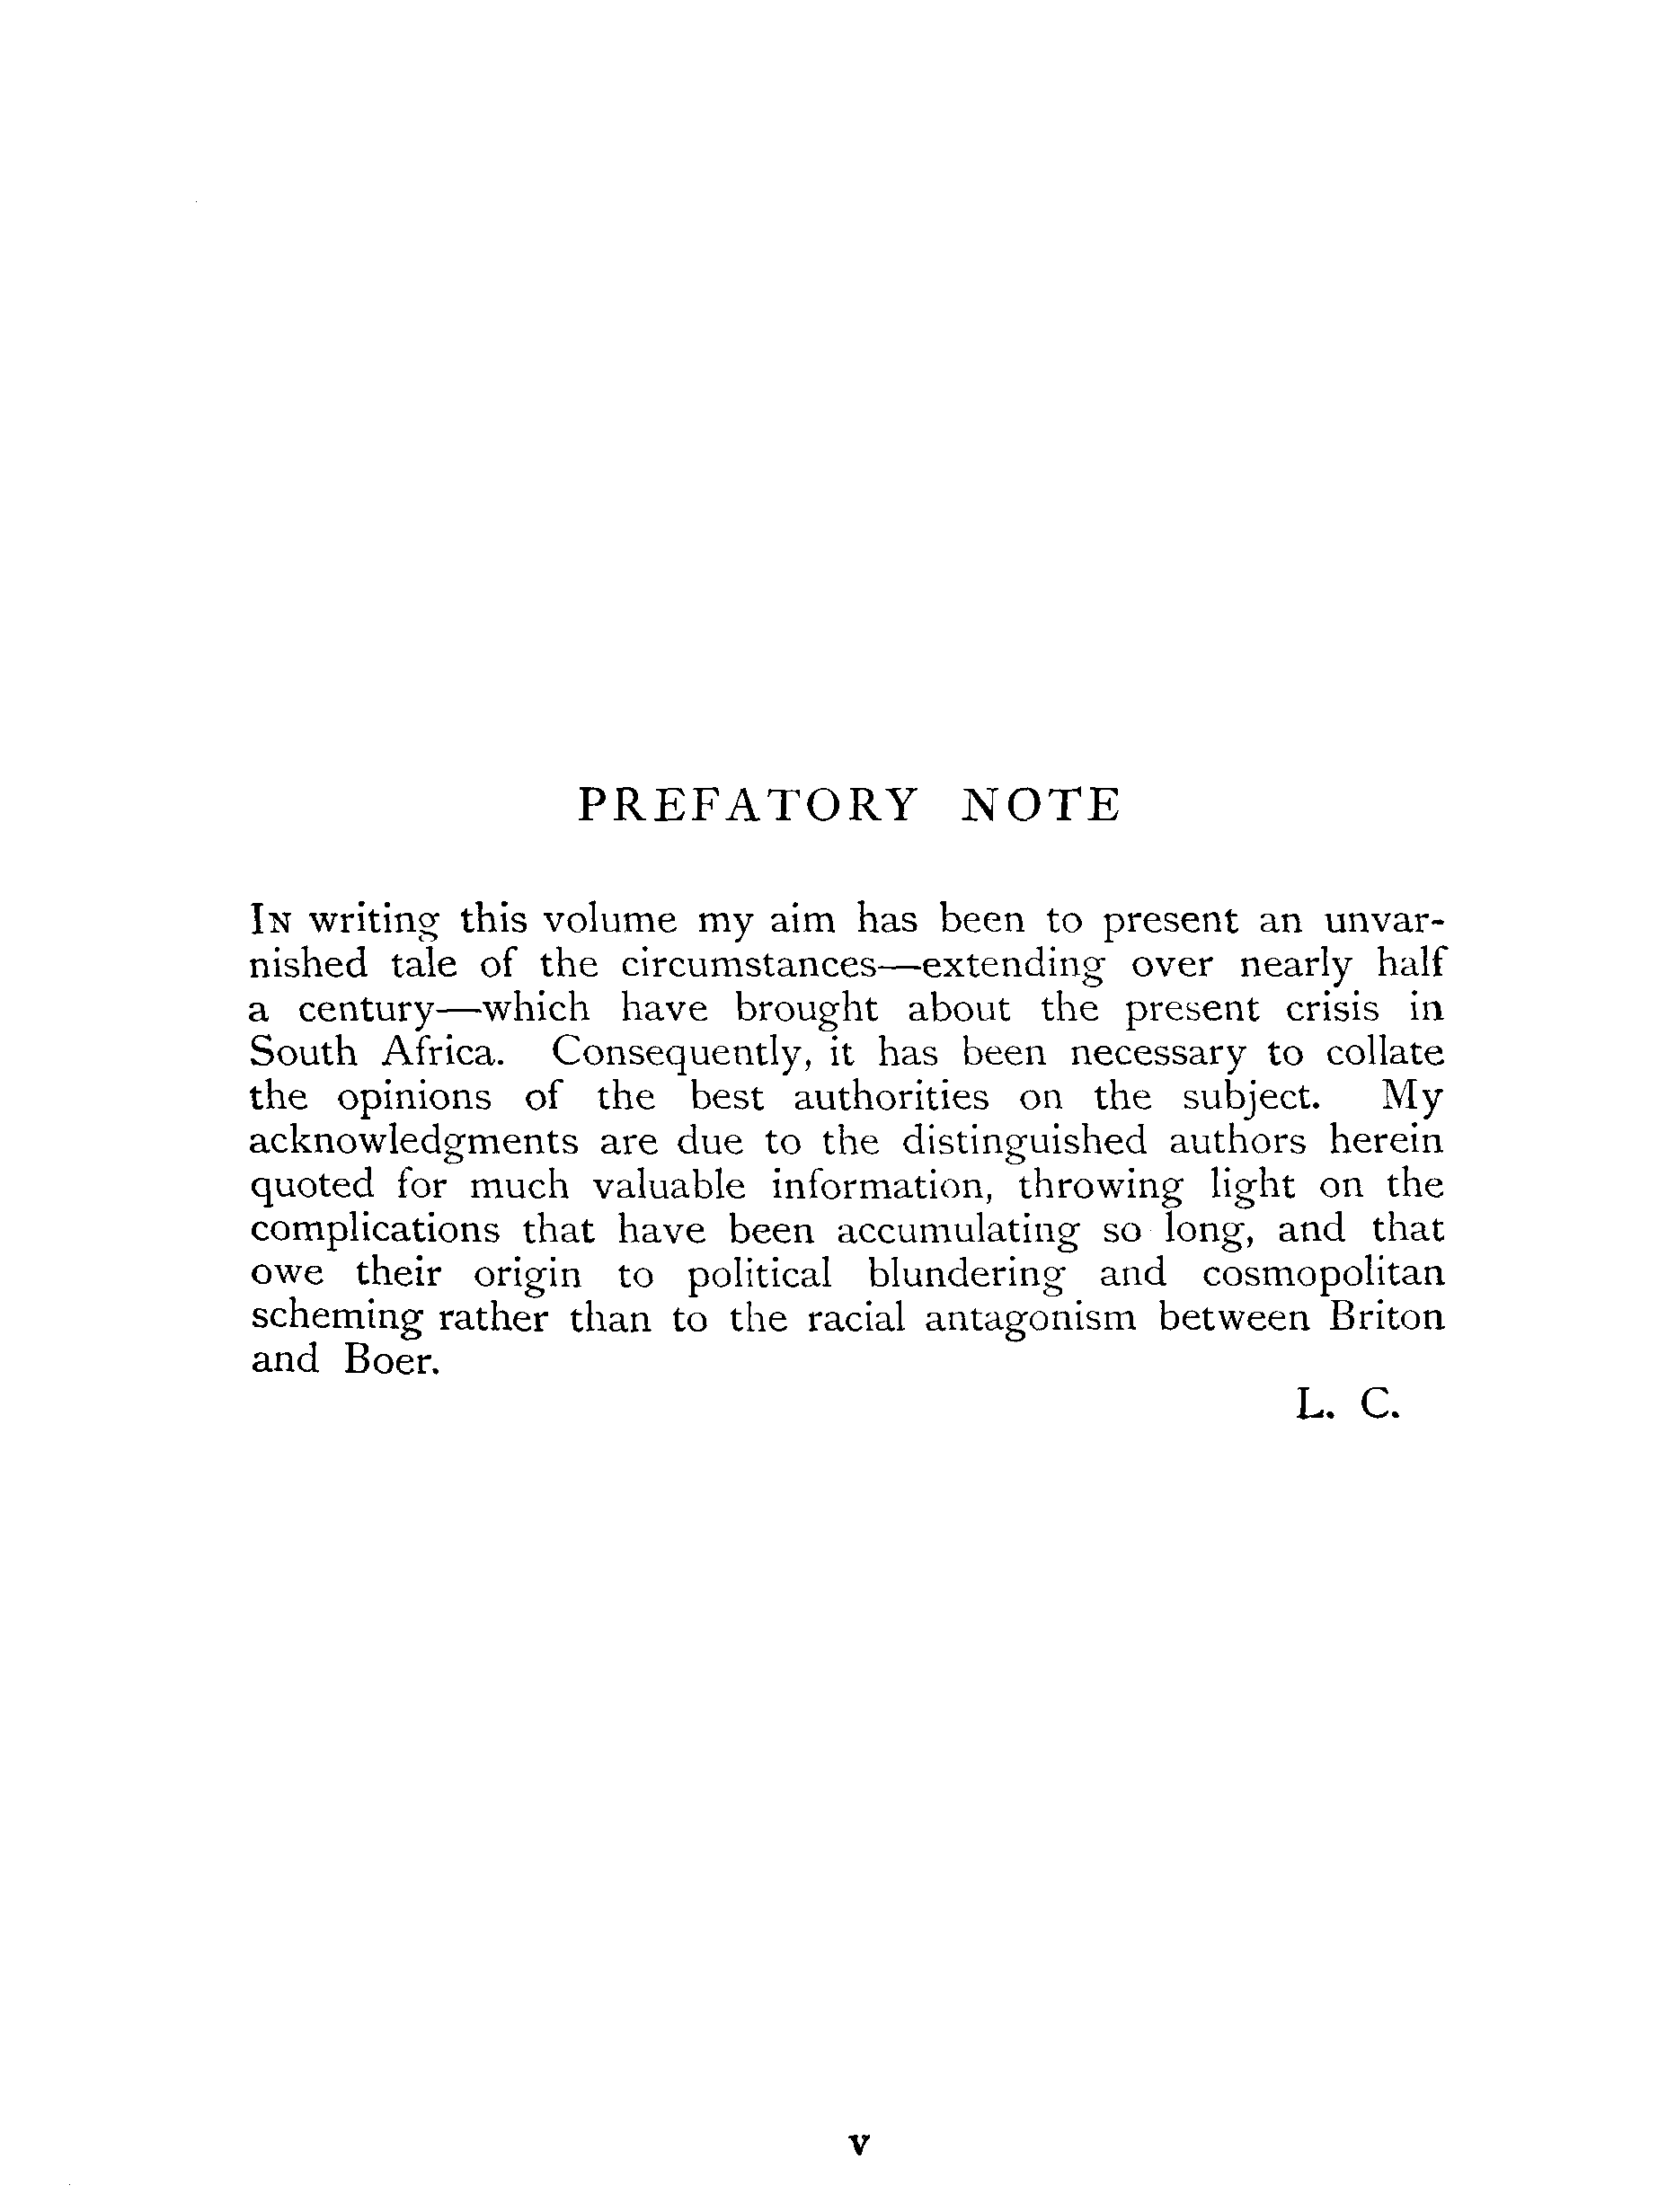 PREFATORY NOTE
IN writing this volume my aim has been to present an unvar-
nished tale of the circumstances—extending over nearly half
a century—which have brought about the present crisis in
South Africa. Consequently, it has been necessary to collate
the opinions of the best authorities on the subject. My
acknowledgments are due to the distinguished authors herein
quoted for much valuable information, throwing light on the
complications that have been accumulating so long, and that
owe their origin to political blundering and cosmopolitan
scheming rather than to the racial antagonism between Briton
and Boer.
L. C.
v